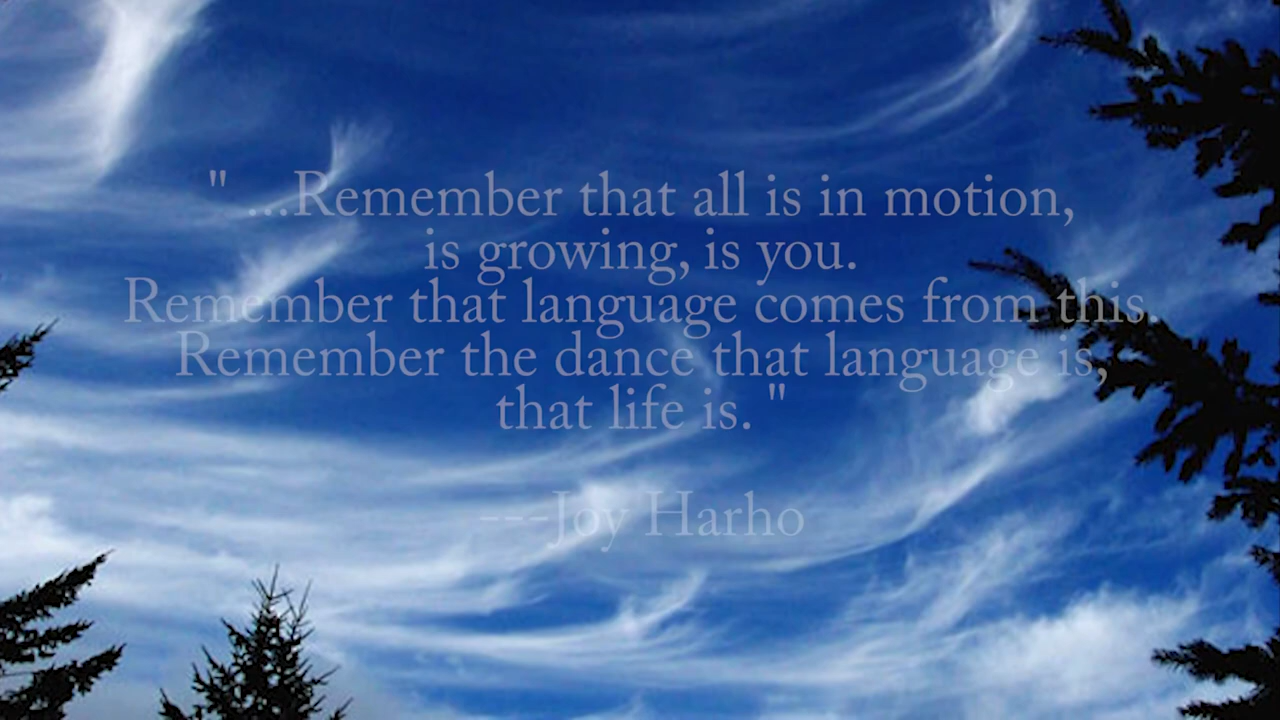 " ...Remember that all is in motion,
is growing, is you.
Remember that language comes from this.
Remember the dance that language is,
that life is. "
---Joy Harho